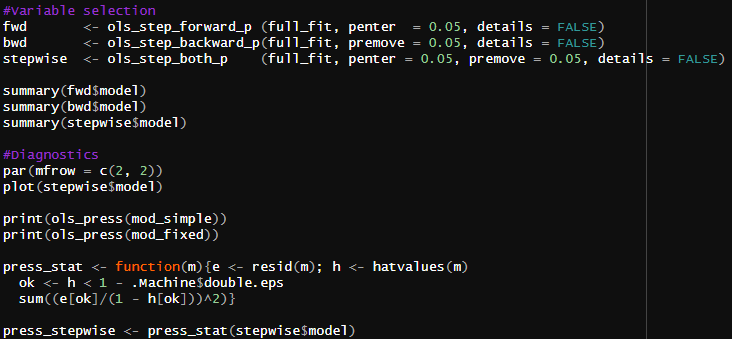 #Variable selection
fwd       <- ols_step_forward_p (full_fit, penter  = 0.05, details = FALSE)
bwd       <- ols_step_backward_p(full_fit, premove = 0.05, details = FALSE)
stepwise  <- ols_step_both_p    (full_fit, penter = 0.05, premove = 0.05, details = FALSE)
summary(fwd$model)
summary(bwd$model)
summary(stepwise$model)
#Diagnostics
par(mfrow = c(2, 2))
plot(stepwise$model)
print(ols_press(mod_simple))
print(ols_press(mod_fixed))
press_stat <- function(m){e <- resid(m); h <- hatvalues(m)
  ok <- h < 1 - .Machine$double.eps
  sum((e[ok]/(1 - h[ok]))^2)}
press_stepwise <- press_stat(stepwise$model)